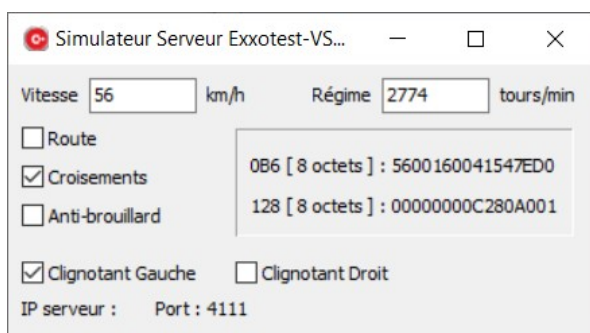 Simulateur Serveur Exxotest-VS...
Vitesse 56 km/h Régime 2774 tours/min
Route
Croisements
Anti-brouillard
0B6 [ 8 octets ] : 5600160041547ED0
128 [ 8 octets ] : 00000000C280A001
Clignotant Gauche Clignotant Droit
IP serveur : Port : 4111